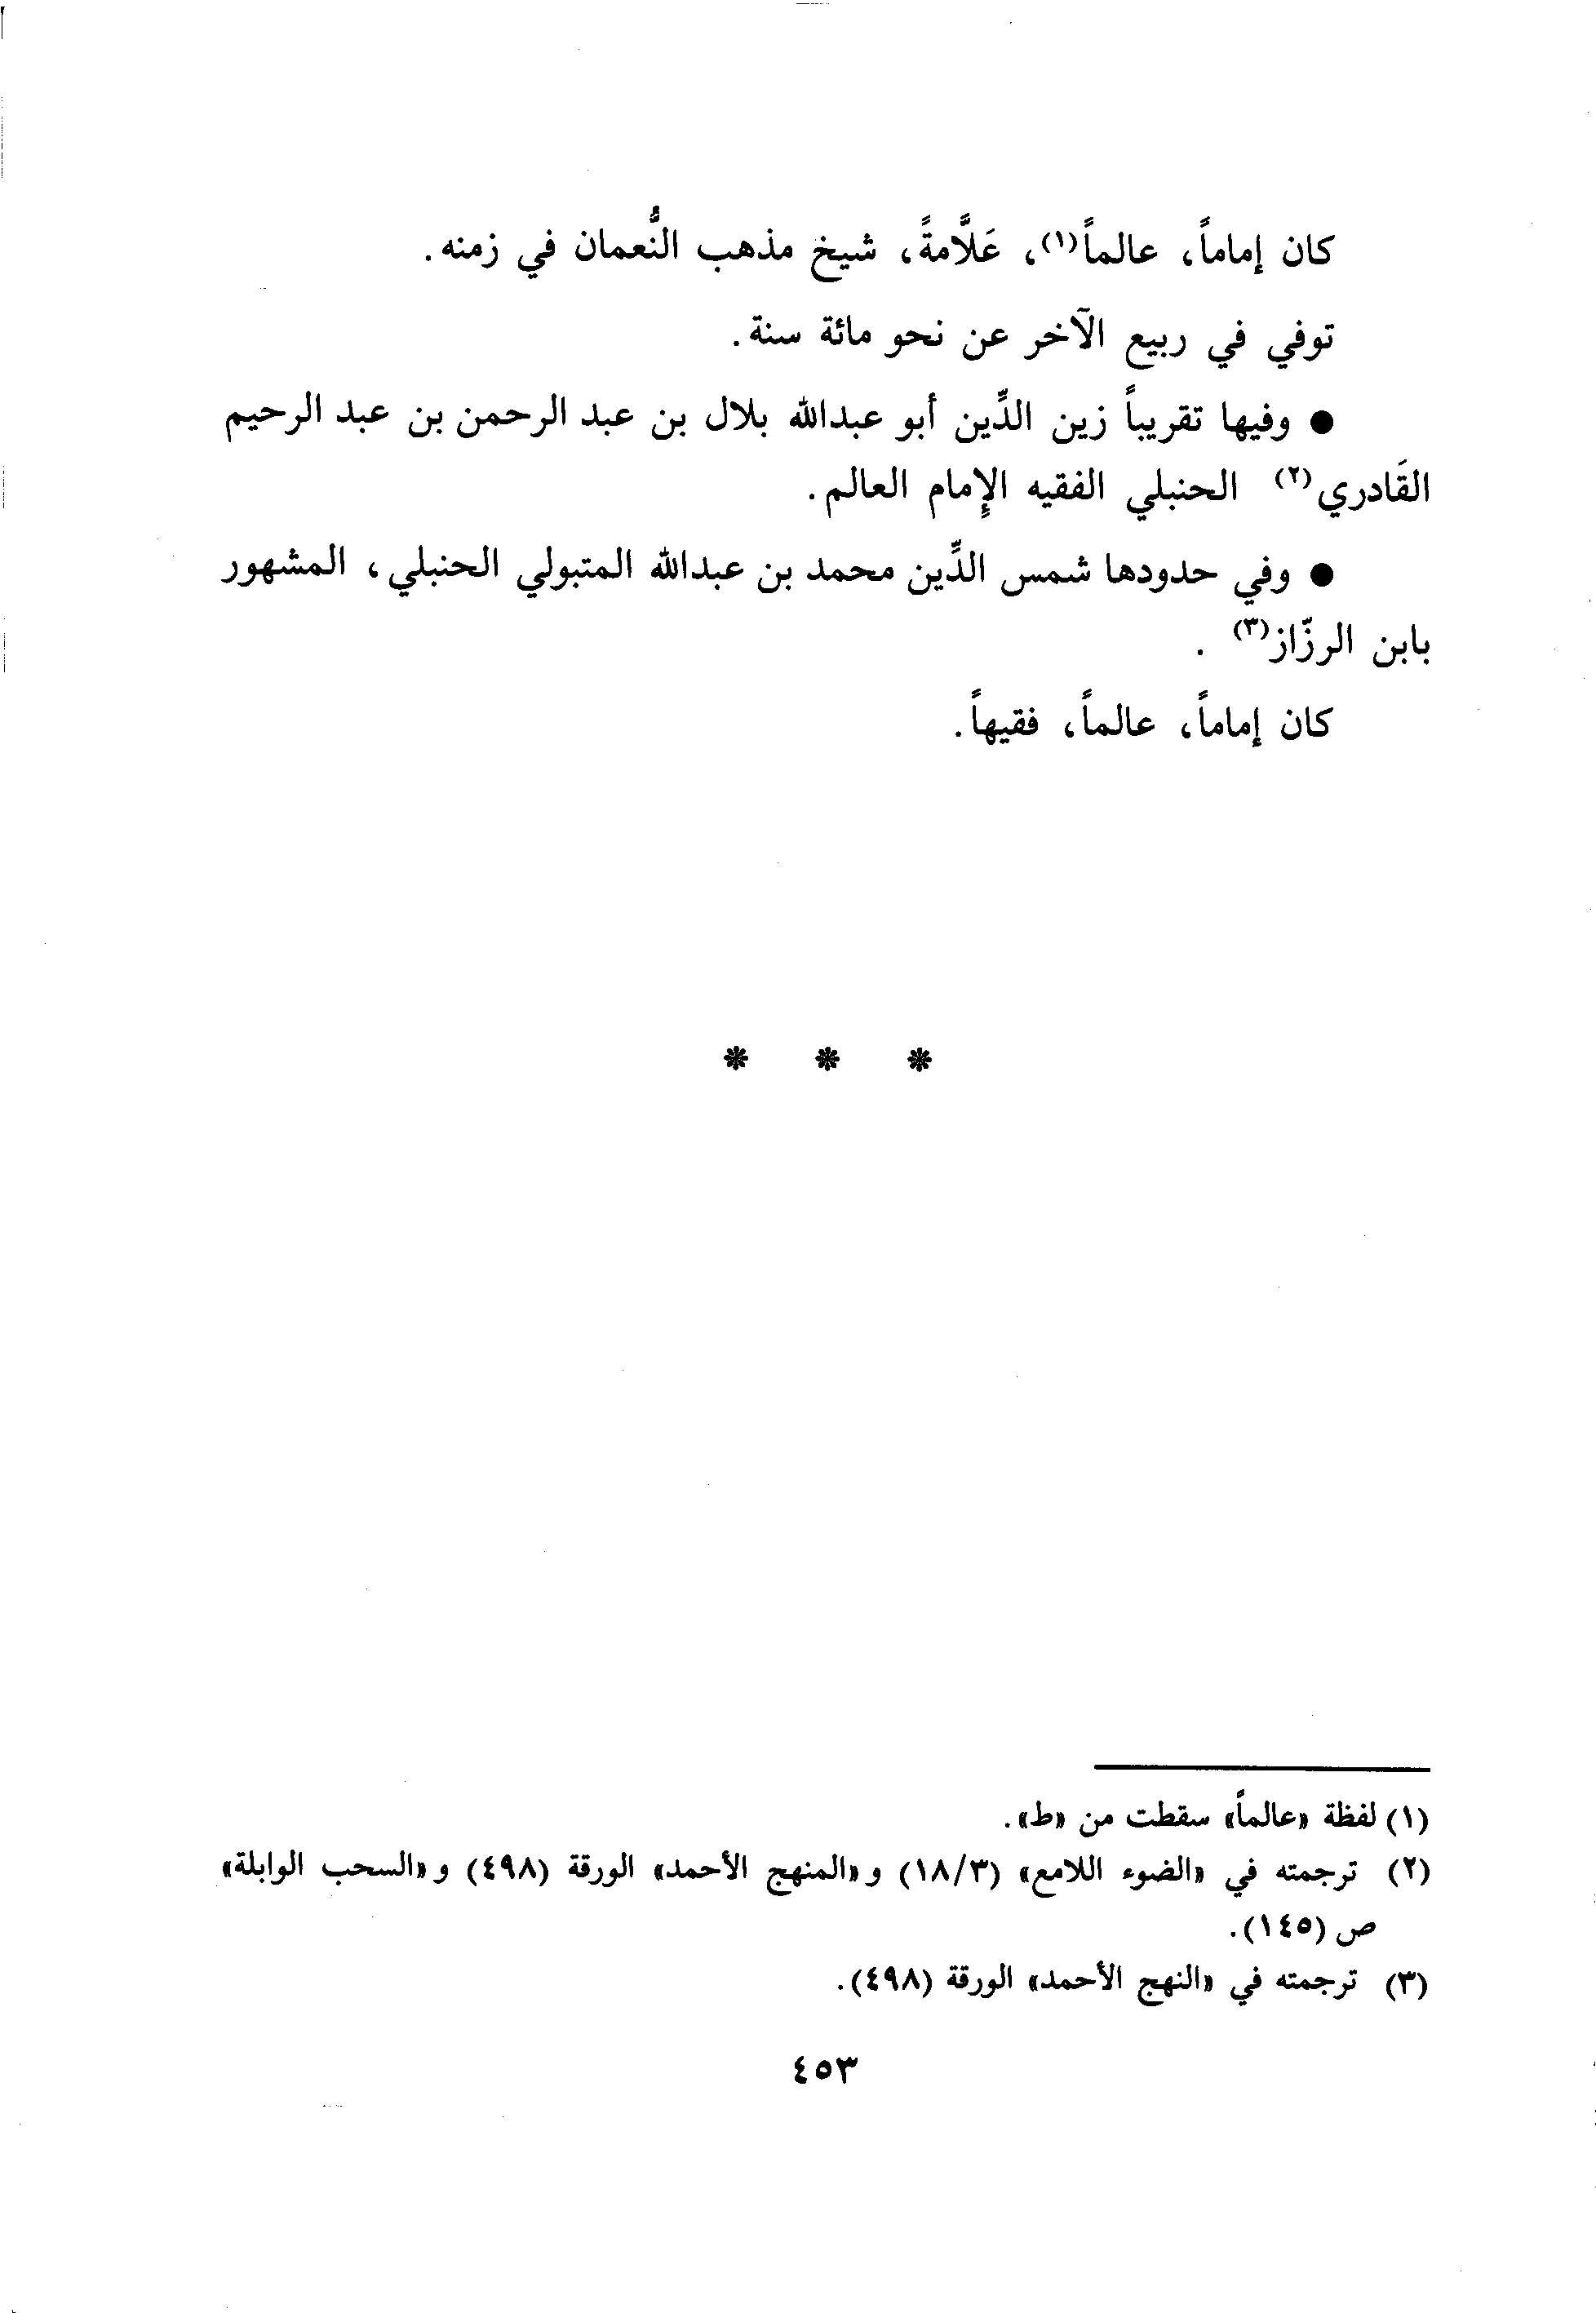 كان إماماً، عالماً(١)، عَلاَّمةً، شيخ مذهب النُّعمان في زمنه.
توفي في ربيع الآخر عن نحو مائة سنة.
● وفيها تقريباً زين الدِّين أبو عبدالله بلال بن عبد الرحمن بن عبد الرحيم
القَادري(٢) الحنبلي الفقيه الإِمام العالم.
● وفي حدودها شمس الدِّين محمد بن عبدالله المتبولي الحنبلي، المشهور
بابن الرزّاز(٣) .
كان إماماً، عالماً، فقيهاً.
* * *
(١) لفظة «عالماً» سقطت من «ط».
(٢) ترجمته في «الضوء اللامع» (١٨/٣) و«المنهج الأحمد» الورقة (٤٩٨) و«السحب الوابلة»
ص (١٤٥).
(٣) ترجمته في «النهج الأحمد» الورقة (٤٩٨).
٤٥٣